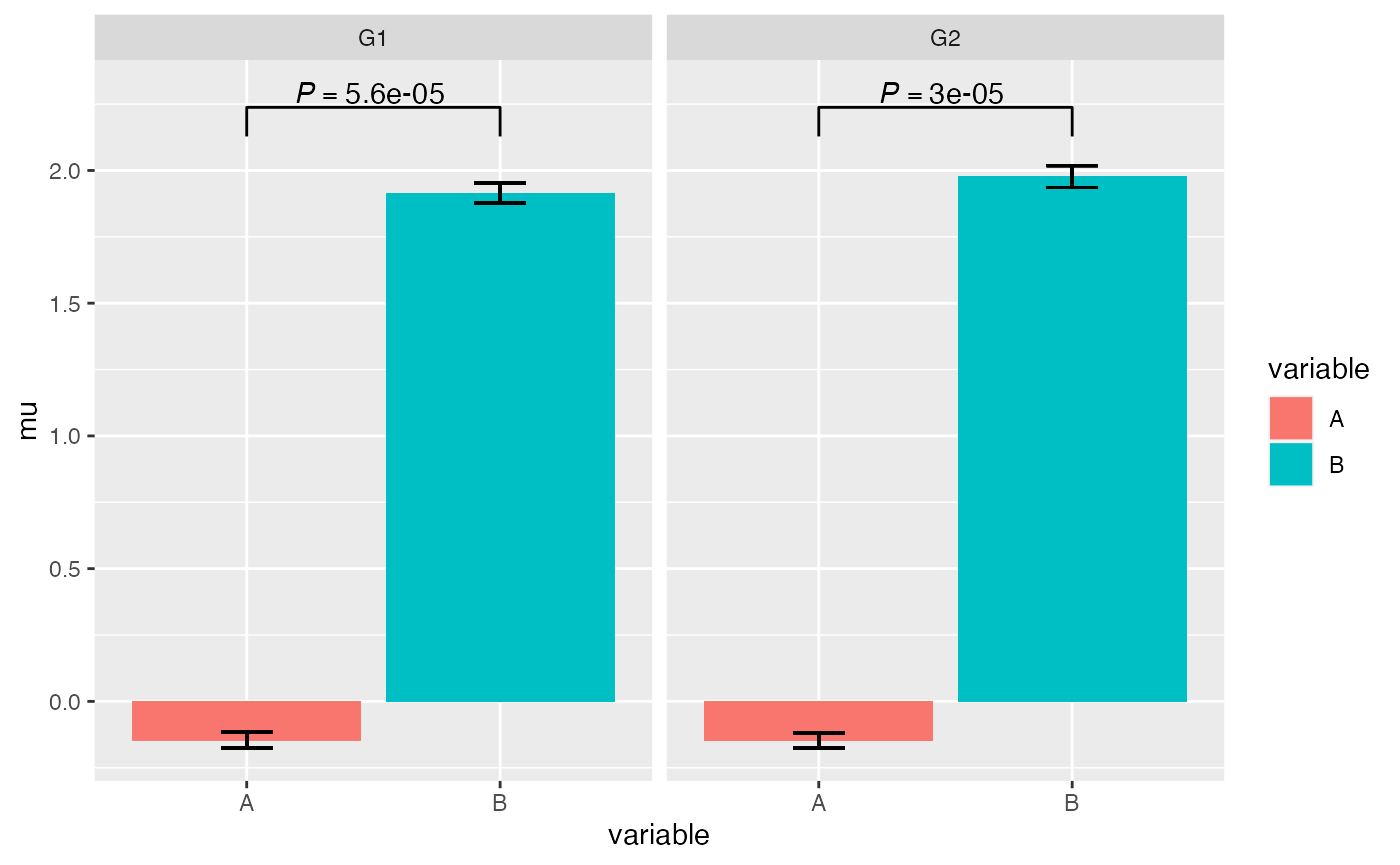 G1
G2
P = 5.6e-05
P = 3e-05
2.0
1.5
1.0
0.5
0.0
mu
A
B
A
B
variable
variable
A
B